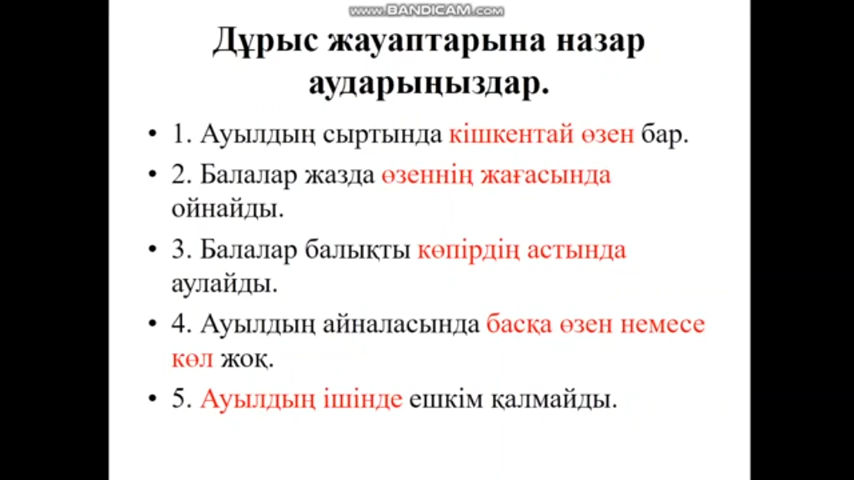 www.BANDICAM.com
Дұрыс жауаптарына назар
аударыңыздар.
• 1. Ауылдың сыртында кішкентай өзен бар.
• 2. Балалар жазда өзеннің жағасында
ойнайды.
• 3. Балалар балықты көпірдің астында
аулайды.
• 4. Ауылдың айналасында басқа өзен немесе
көл жоқ.
• 5. Ауылдың ішінде ешкім қалмайды.